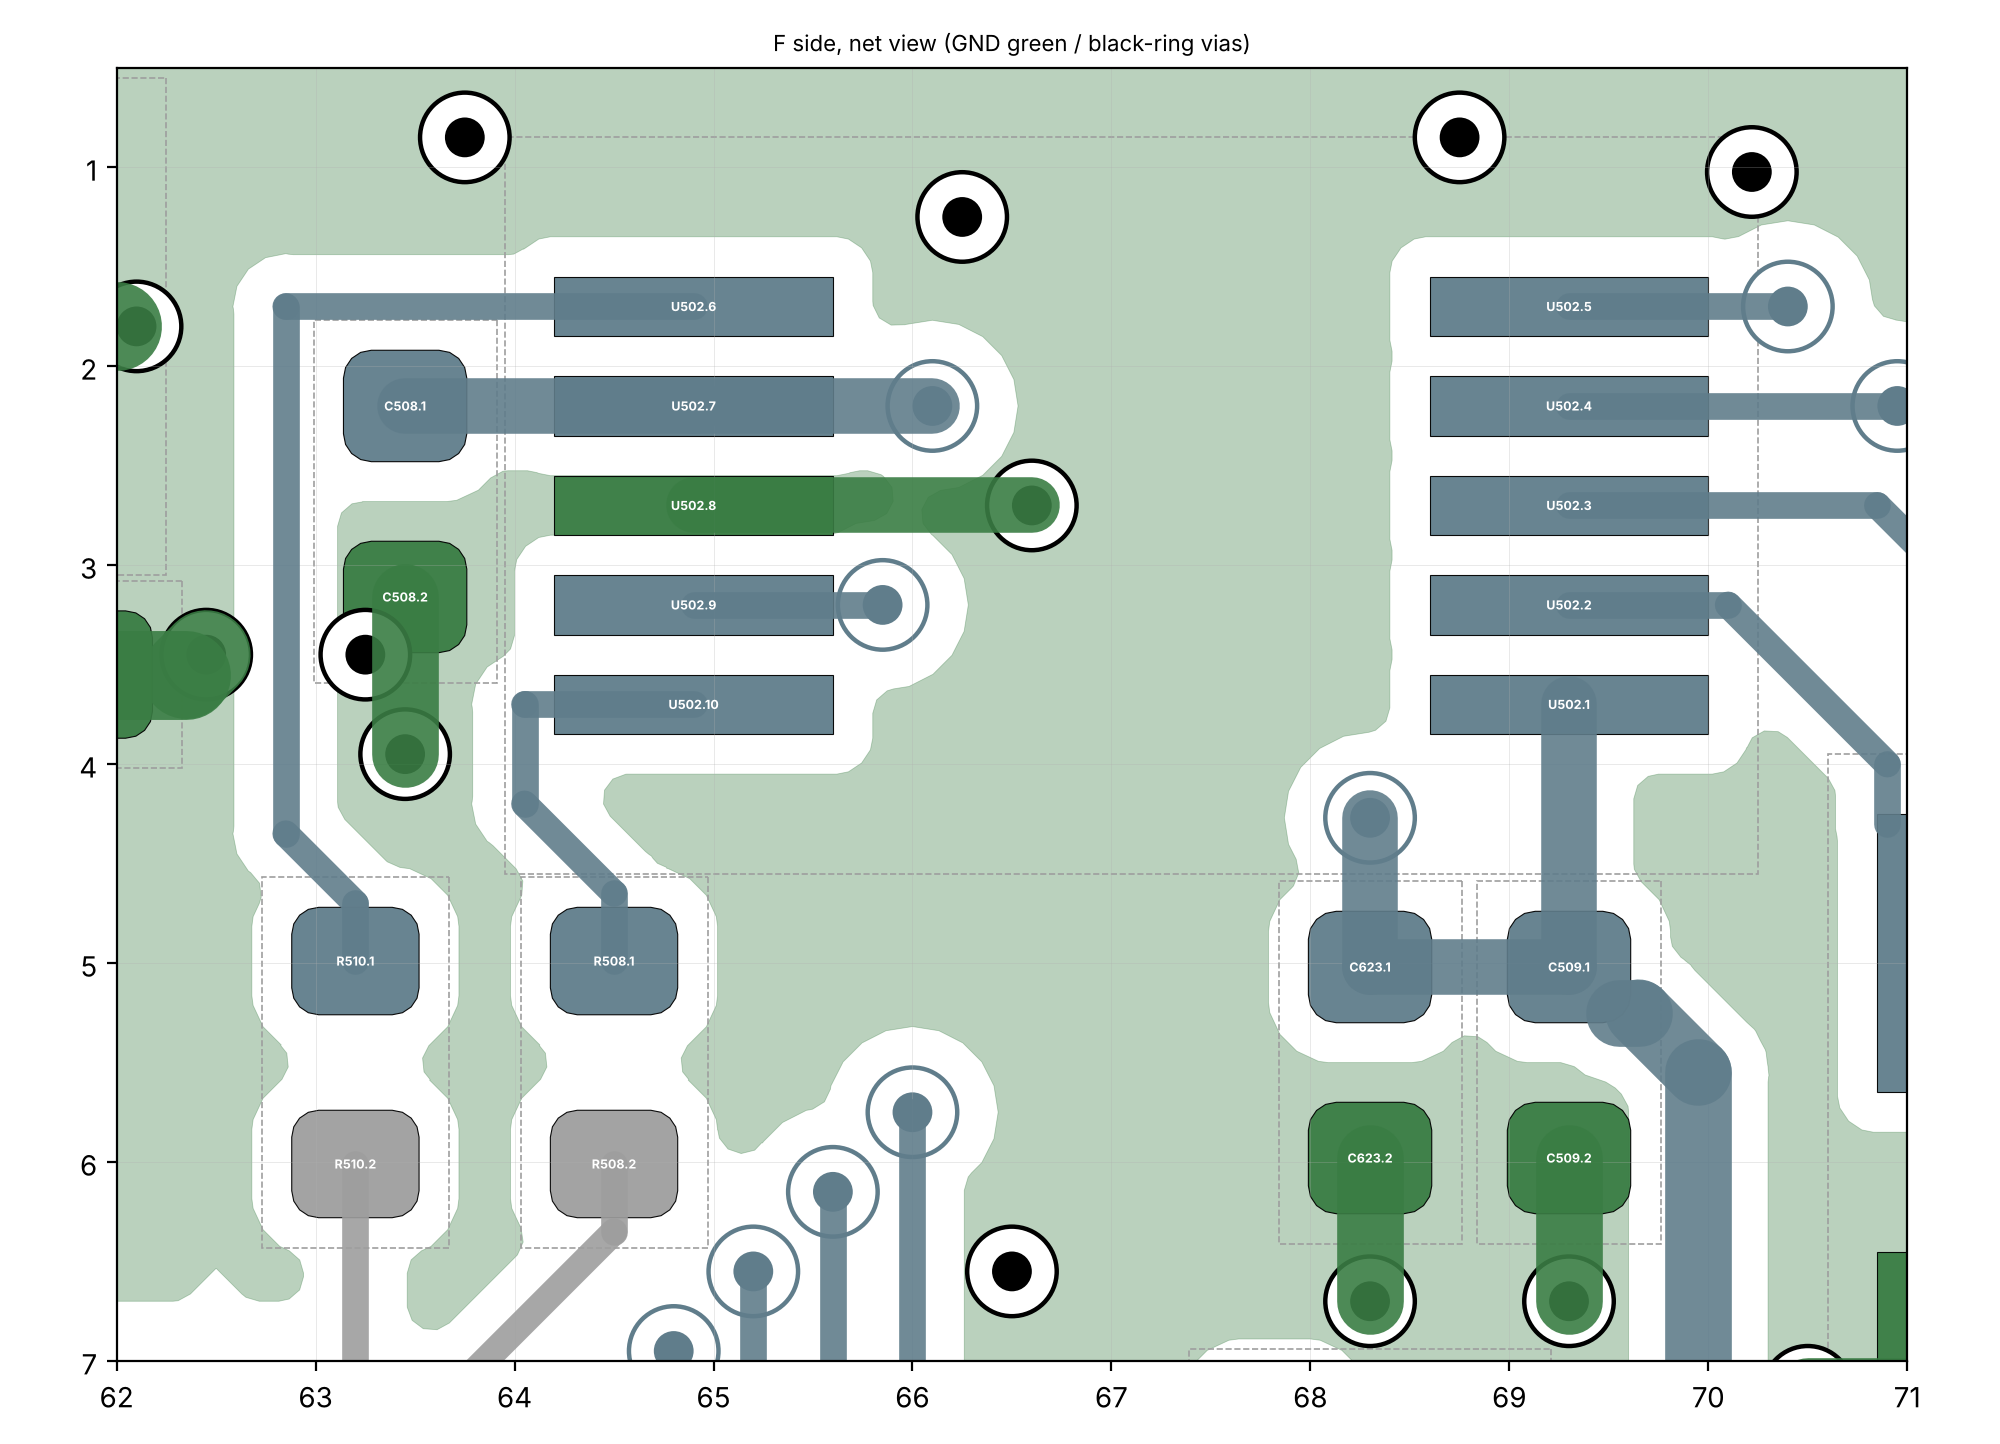 F side, net view (GND green / black-ring vias)
1
U502.6
U502.5
2
C508.1
U502.7
U502.4
U502.8
U502.3
3
C508.2
U502.9
U502.2
U502.10
U502.1
4
5
R510.1
R508.1
C623.1
C509.1
6
R510.2
R508.2
C623.2
C509.2
7
62 63 64 65 66 67 68 69 70 71